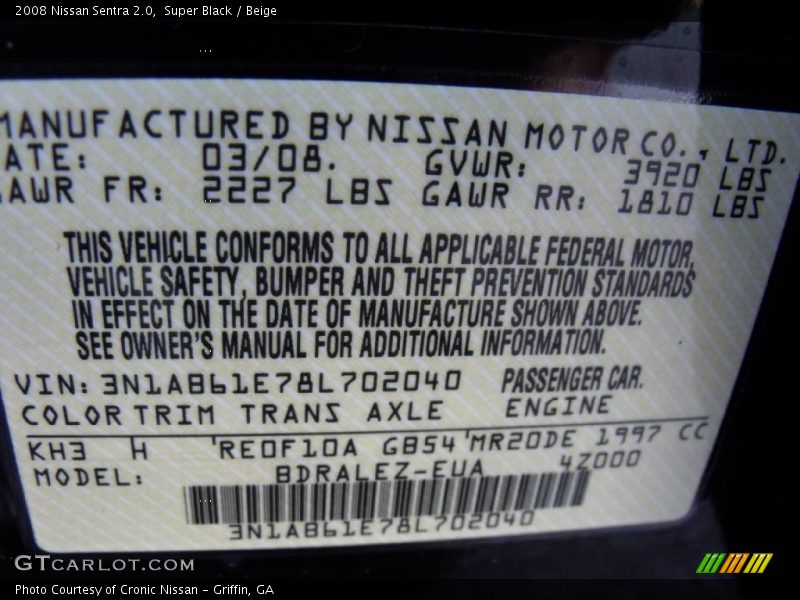 2008 Nissan Sentra 2.0, Super Black / Beige
MANUFACTURED BY NISSAN MOTOR CO., LTD.
ATE: 03/08. GVWR: 3920 LBS
GAWR FR: 2227 LBS GAWR RR: 1810 LBS
THIS VEHICLE CONFORMS TO ALL APPLICABLE FEDERAL MOTOR,
VEHICLE SAFETY, BUMPER AND THEFT PREVENTION STANDARDS
IN EFFECT ON THE DATE OF MANUFACTURE SHOWN ABOVE.
SEE OWNER'S MANUAL FOR ADDITIONAL INFORMATION.
VIN: 3N1AB61E78L702040 PASSENGER CAR.
COLOR TRIM TRANS AXLE ENGINE
KH3 H 'RE0F10A GB54'MR20DE 1997 CC
MODEL: BDRALEZ-EUA 4Z000
3N1AB61E78L702040
GTCARLOT.COM
Photo Courtesy of Cronic Nissan - Griffin, GA